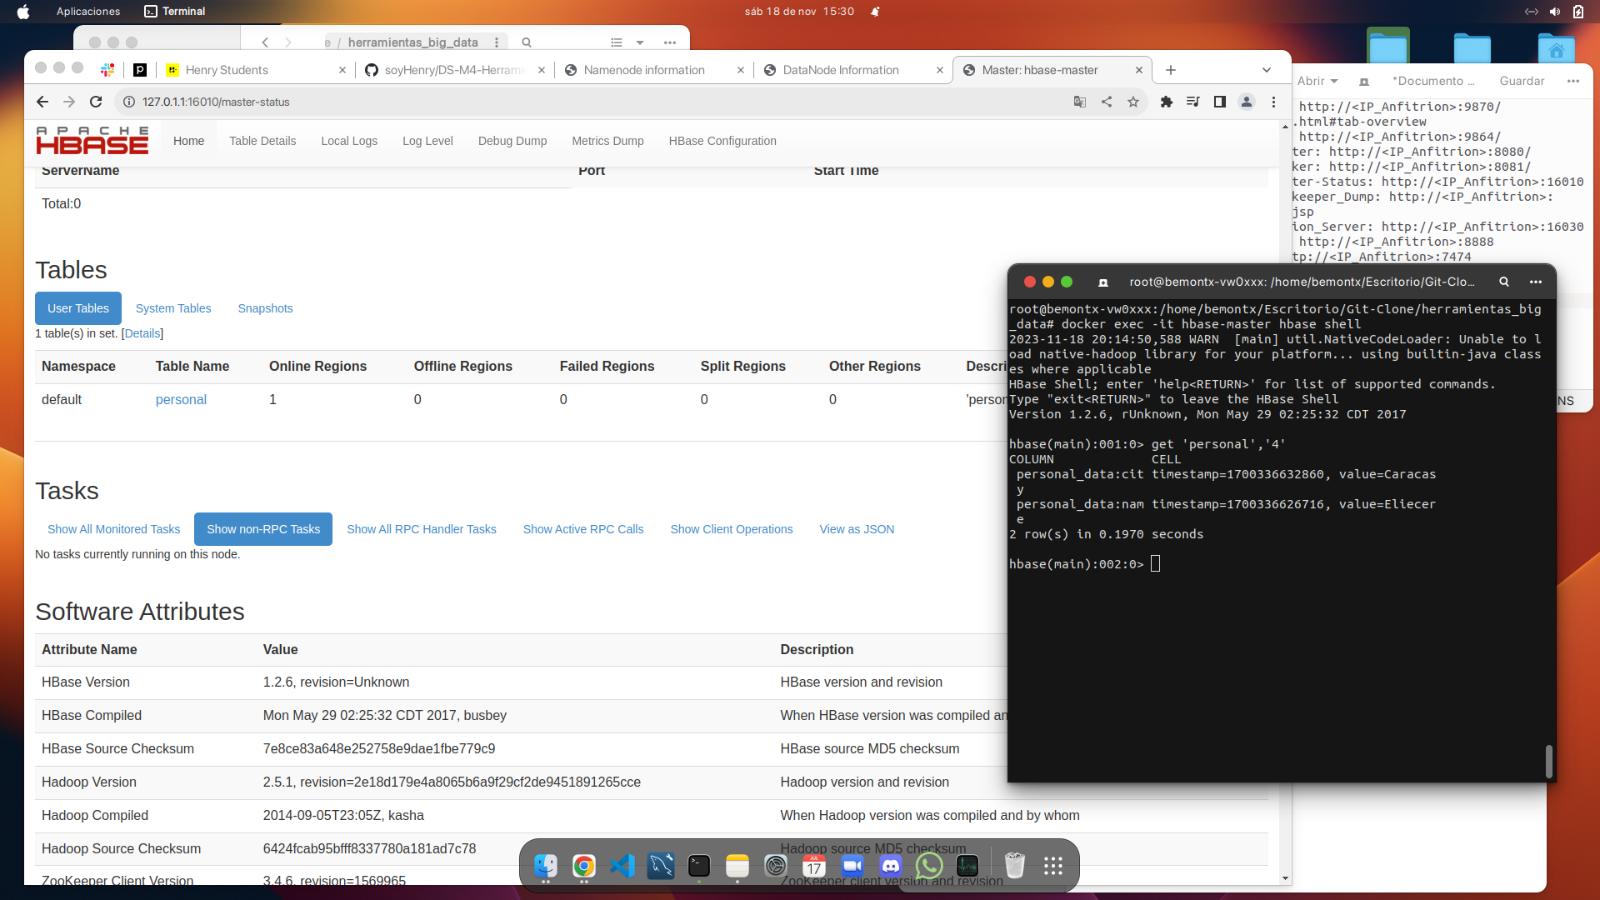 Aplicaciones
Terminal
sáb 18 de nov 15:30
/ herramientas_big_data
Henry Students
soyHenry/DS-M4-Herram
Namenode information
DataNode Information
Master: hbase-master
127.0.1.1:16010/master-status
APACHE
HBASE
Home
Table Details
Local Logs
Log Level
Debug Dump
Metrics Dump
HBase Configuration
ServerName
Port
Start Time
Total:0
Tables
User Tables
System Tables
Snapshots
1 table(s) in set. [Details]
Namespace
Table Name
Online Regions
Offline Regions
Failed Regions
Split Regions
Other Regions
Descri
default
personal
1
0
0
0
0
'person
Tasks
Show All Monitored Tasks
Show non-RPC Tasks
Show All RPC Handler Tasks
Show Active RPC Calls
Show Client Operations
View as JSON
No tasks currently running on this node.
Software Attributes
Attribute Name
Value
Description
HBase Version
1.2.6, revision=Unknown
HBase version and revision
HBase Compiled
Mon May 29 02:25:32 CDT 2017, busbey
When HBase version was compiled an
HBase Source Checksum
7e8ce83a648e252758e9dae1fbe779c9
HBase source MD5 checksum
Hadoop Version
2.5.1, revision=2e18d179e4a8065b6a9f29cf2de9451891265cce
Hadoop version and revision
Hadoop Compiled
2014-09-05T23:05Z, kasha
When Hadoop version was compiled and by whom
Hadoop Source Checksum
6424fcab95bfff8337780a181ad7c78
Hadoop source MD5 checksum
ZooKeeper Client Version
3.4.6, revision=1569965
ZooKeeper client version and revision
Abrir
*Documento ...
Guardar
http://<IP_Anfitrion>:9870/
.html#tab-overview
http://<IP_Anfitrion>:9864/
ter: http://<IP_Anfitrion>:8080/
ker: http://<IP_Anfitrion>:8081/
ter-Status: http://<IP_Anfitrion>:16010
keeper_Dump: http://<IP_Anfitrion>:
jsp
ion_Server: http://<IP_Anfitrion>:16030
http://<IP_Anfitrion>:8888
tp://<IP_Anfitrion>:7474
NS
root@bemontx-vw0xxx: /home/bemontx/Escritorio/Git-Clo...
root@bemontx-vw0xxx:/home/bemontx/Escritorio/Git-Clone/herramientas_big
_data# docker exec -it hbase-master hbase shell
2023-11-18 20:14:50,588 WARN  [main] util.NativeCodeLoader: Unable to l
oad native-hadoop library for your platform... using builtin-java class
es where applicable
HBase Shell; enter 'help<RETURN>' for list of supported commands.
Type "exit<RETURN>" to leave the HBase Shell
Version 1.2.6, rUnknown, Mon May 29 02:25:32 CDT 2017
hbase(main):001:0> get 'personal','4'
COLUMN             CELL
personal_data:cit timestamp=1700336632860, value=Caracas
y
personal_data:nam timestamp=1700336626716, value=Eliecer
e
2 row(s) in 0.1970 seconds
hbase(main):002:0>
17